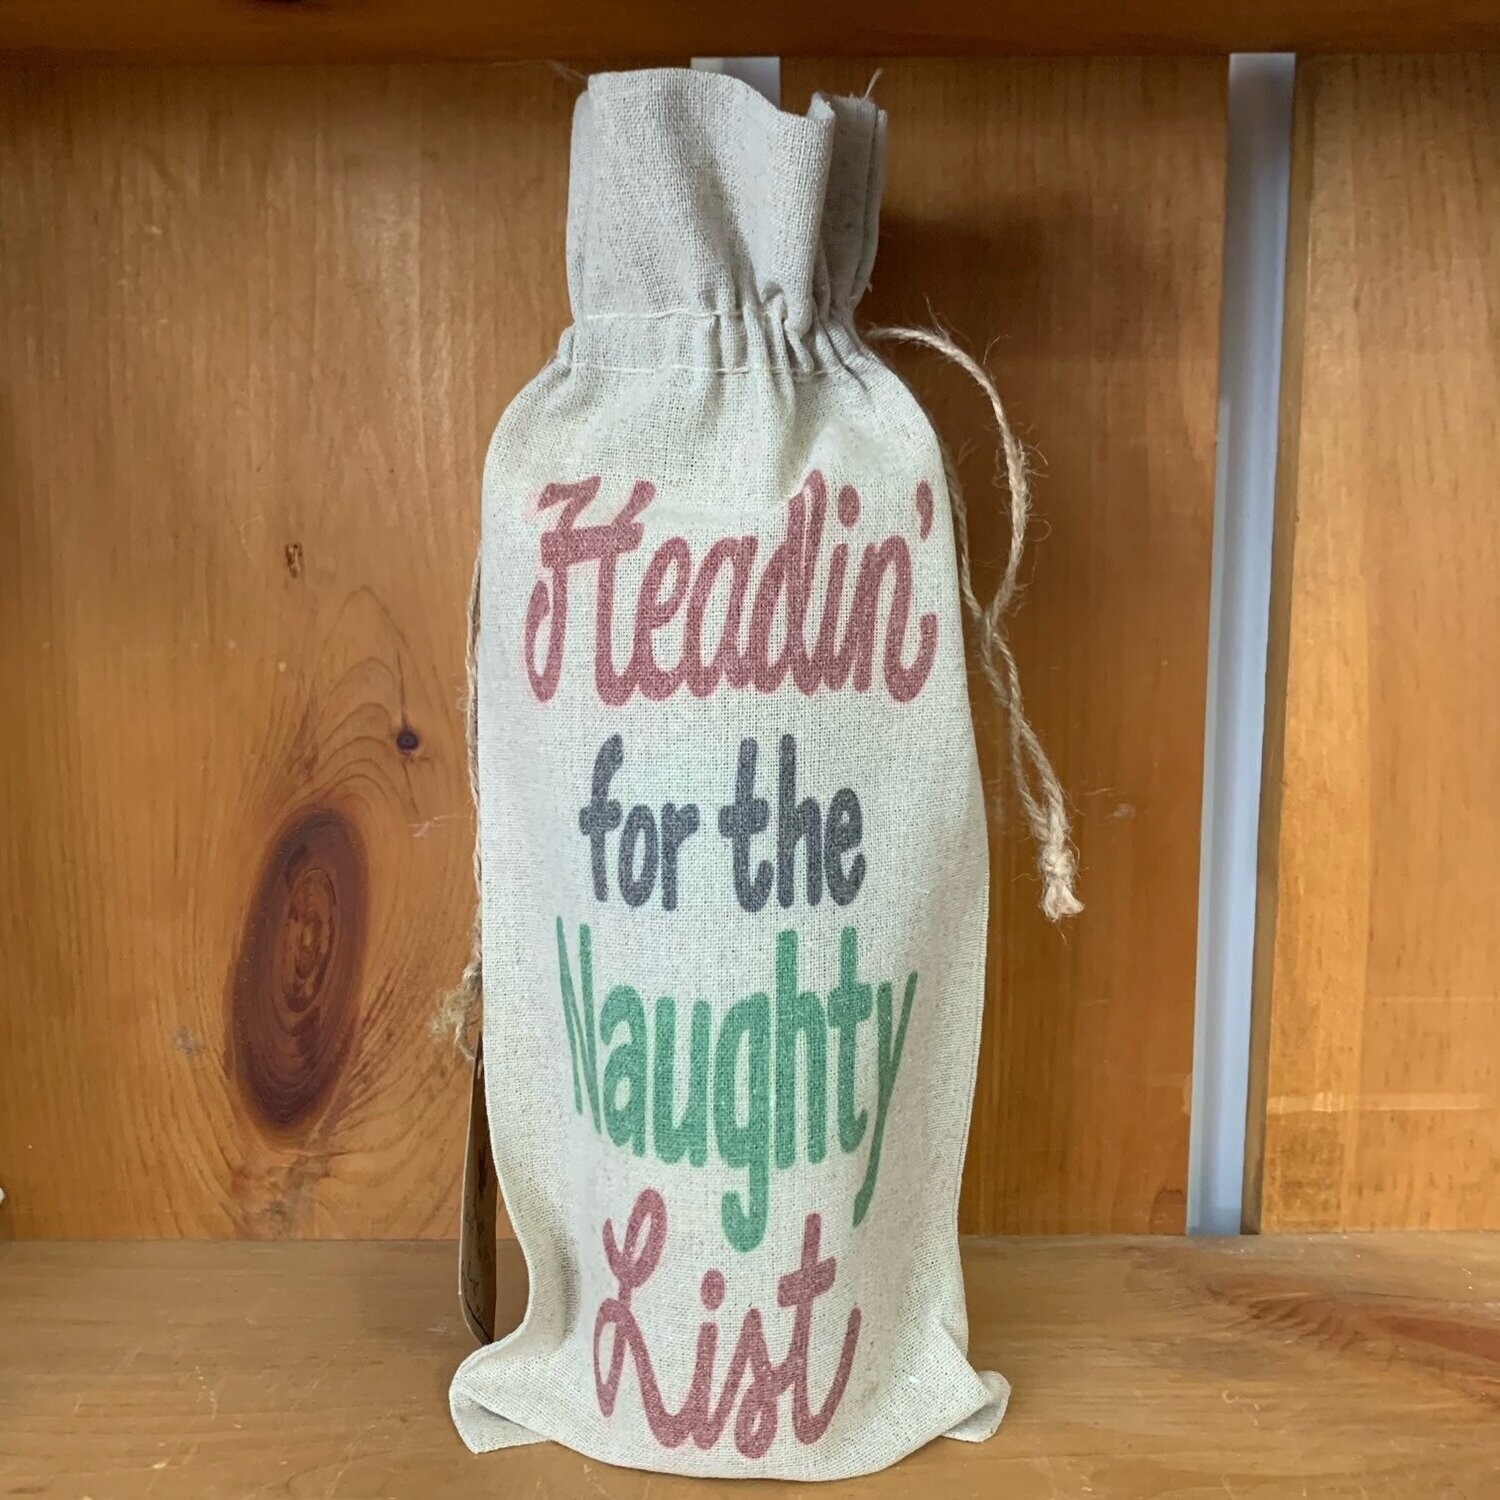 Headin'
for the
Naughty
List